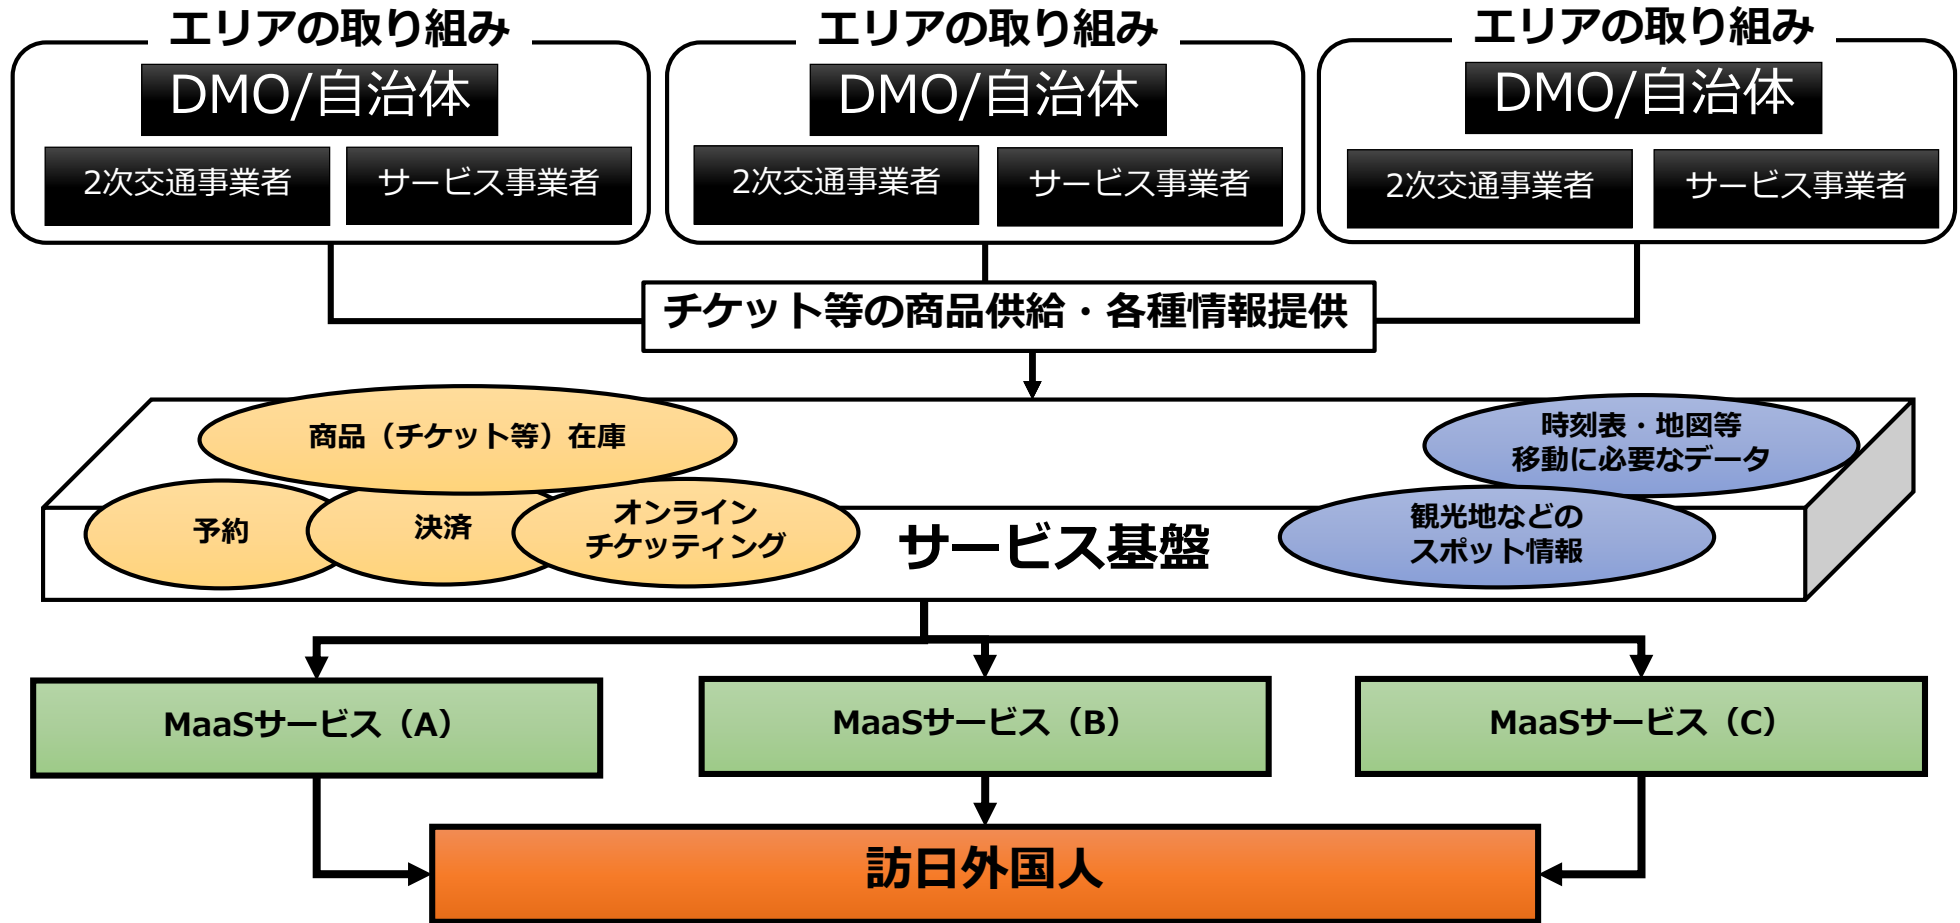 エリアの取り組み
エリアの取り組み
エリアの取り組み
DMO/自治体
DMO/自治体
DMO/自治体
2次交通事業者
サービス事業者
2次交通事業者
サービス事業者
2次交通事業者
サービス事業者
チケット等の商品供給・各種情報提供
商品（チケット等）在庫
時刻表・地図等
移動に必要なデータ
予約
決済
オンライン
チケッティング
サービス基盤
観光地などの
スポット情報
MaaSサービス（A）
MaaSサービス（B）
MaaSサービス（C）
訪日外国人